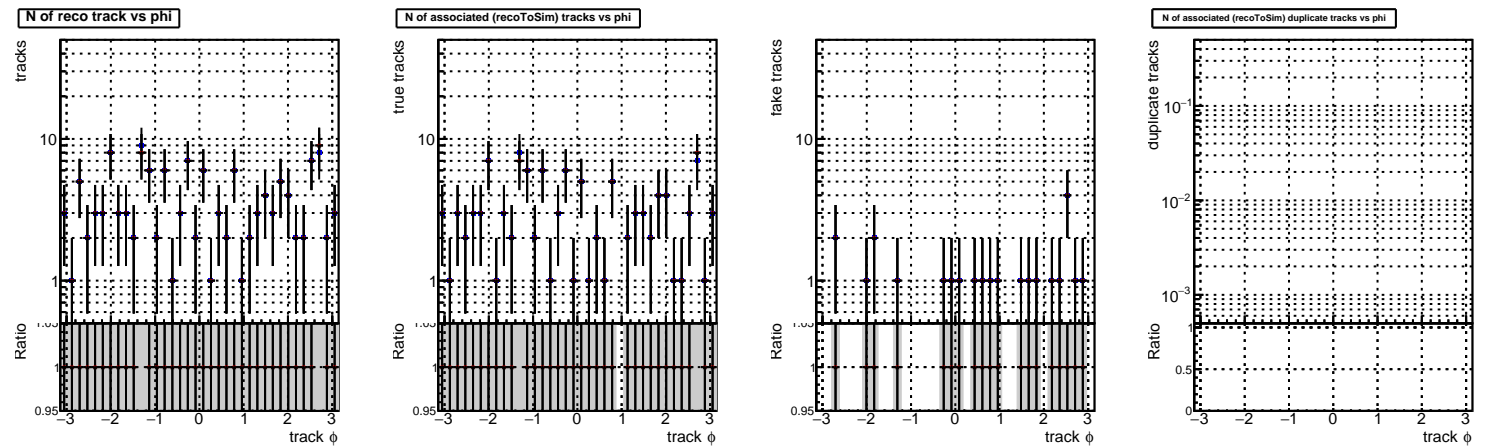 N of reco track vs phi
tracks
10
1
Ratio
1.05
1
0.95
−3 −2 −1 0 1 2 3
track ϕ
N of associated (recoToSim) tracks vs phi
true tracks
10
1
Ratio
1.05
1
0.95
−3 −2 −1 0 1 2 3
track ϕ
fake tracks
10
1
Ratio
1.05
1
0.95
−3 −2 −1 0 1 2 3
track ϕ
N of associated (recoToSim) duplicate tracks vs phi
duplicate tracks
10⁻¹
10⁻²
10⁻³
Ratio
1
0.5
0
−3 −2 −1 0 1 2 3
track ϕ